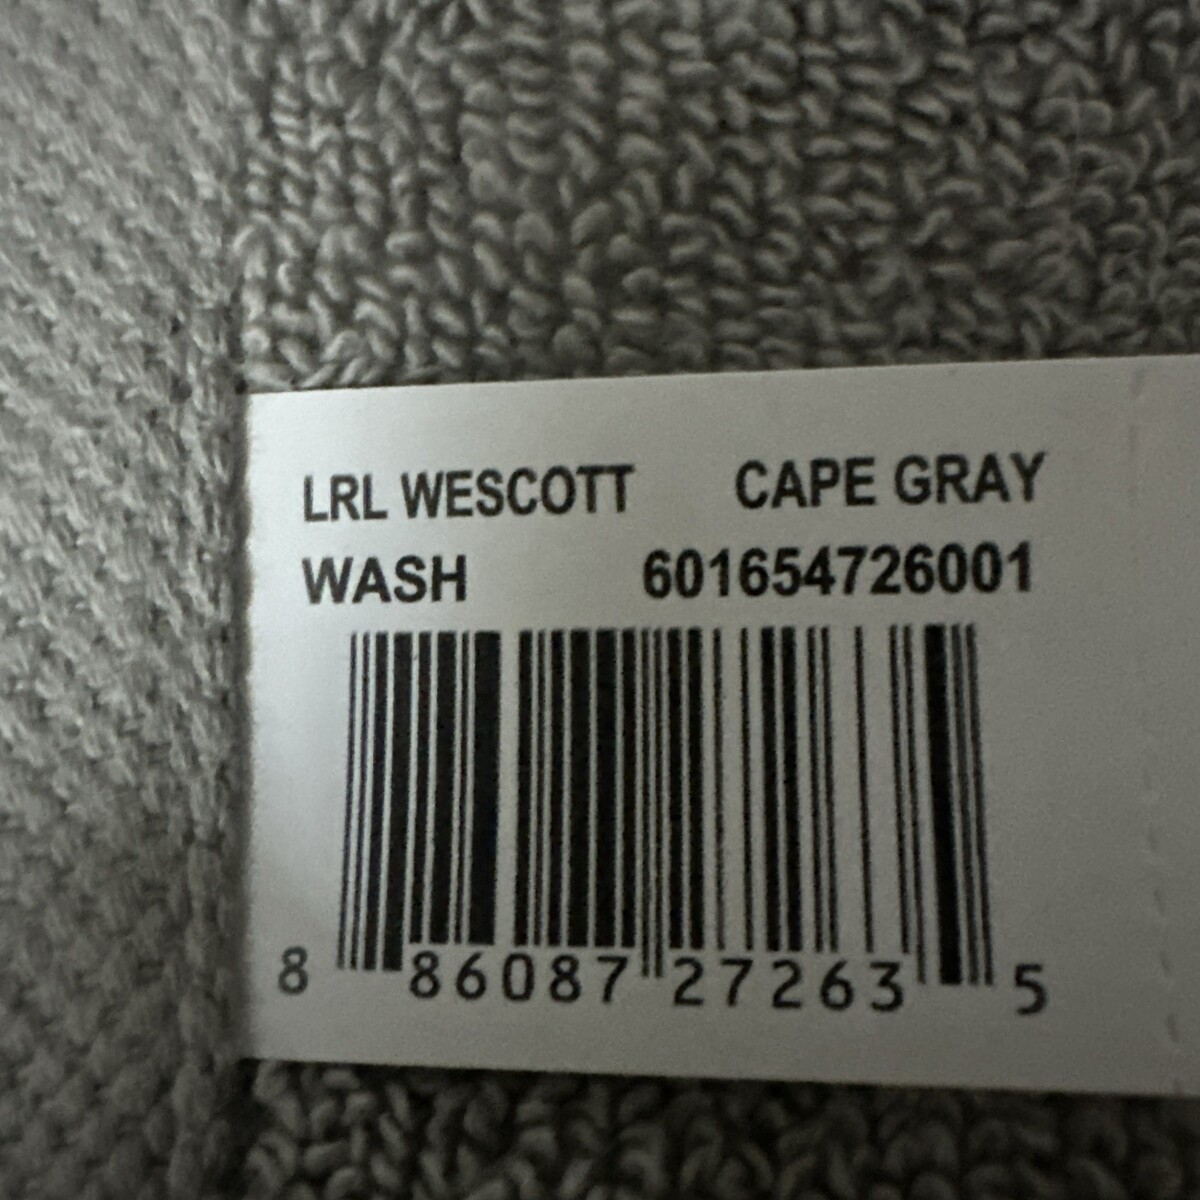 LRL WESCOTT CAPE GRAY
WASH 601654726001
8 86087 27263 5